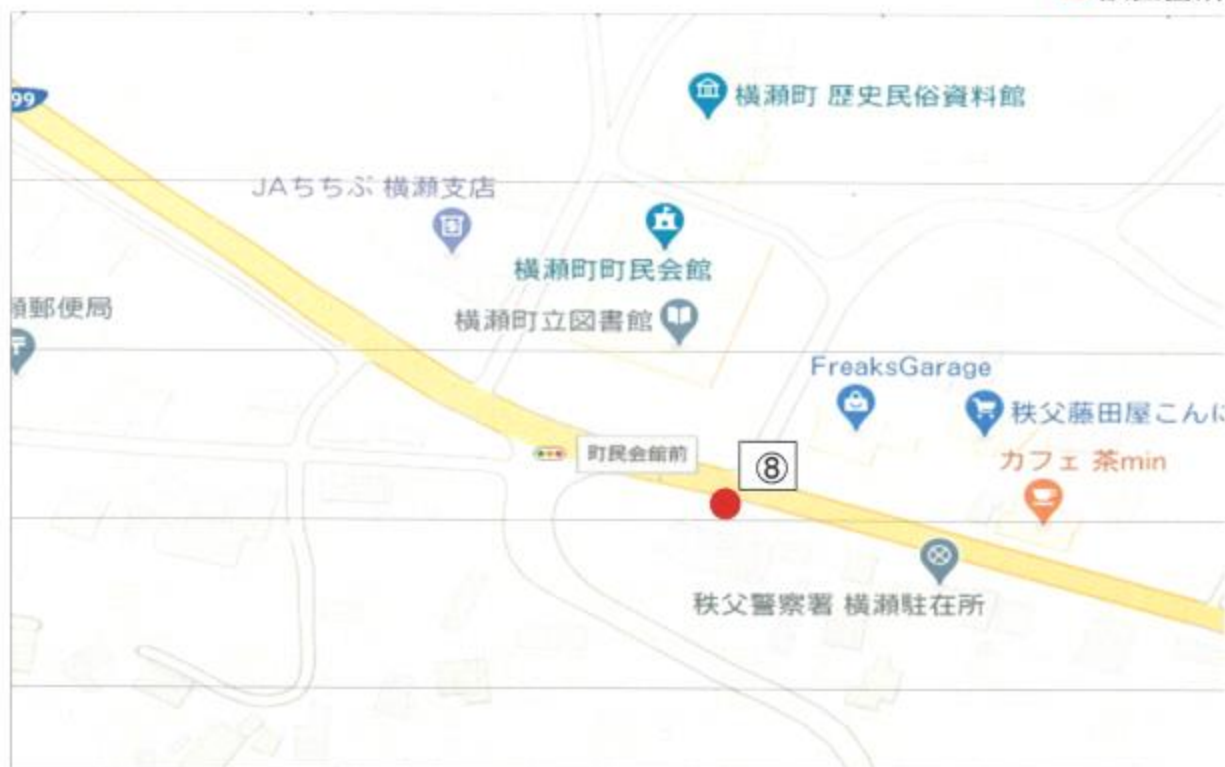 99
横瀬町 歴史民俗資料館
JAちちぶ 横瀬支店
横瀬町町民会館
瀬郵便局
横瀬町立図書館
FreaksGarage
秩父藤田屋こんに
町民会館前
⑧
カフェ 茶min
秩父警察署 横瀬駐在所